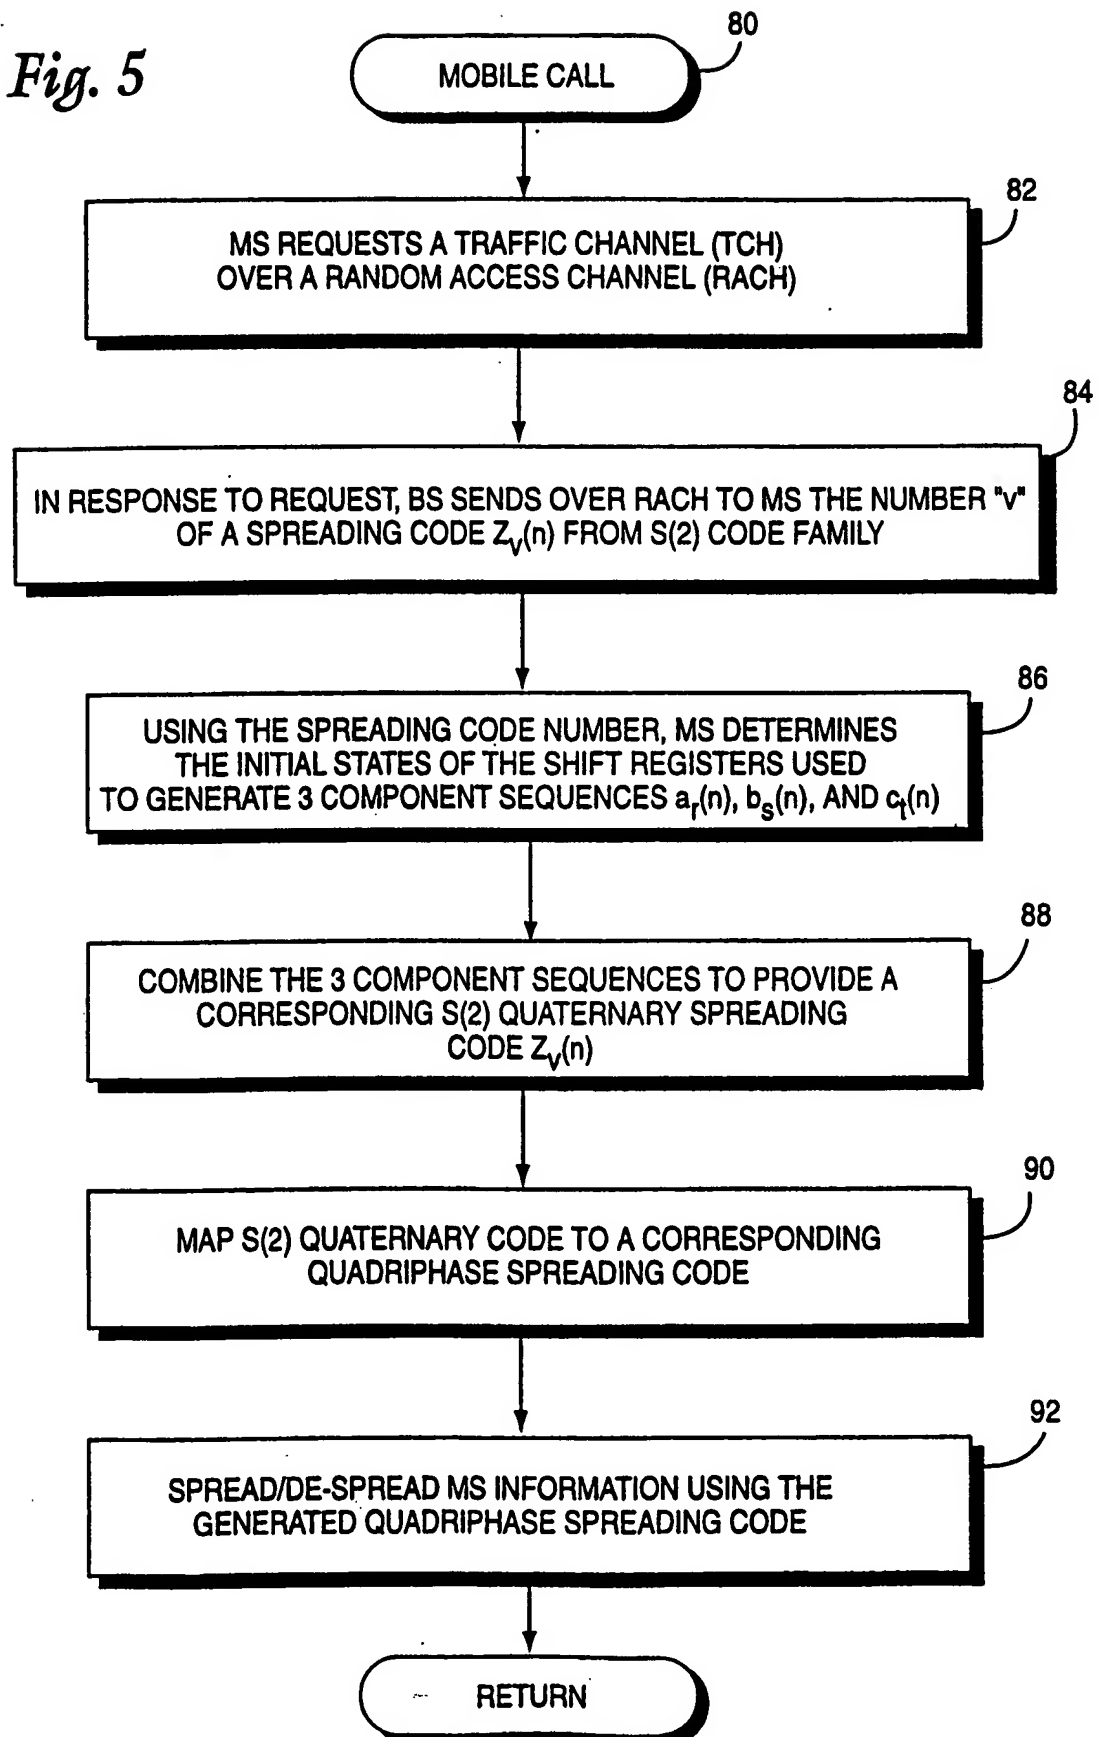 Fig. 5
80
MOBILE CALL
82
MS REQUESTS A TRAFFIC CHANNEL (TCH)
OVER A RANDOM ACCESS CHANNEL (RACH)
84
IN RESPONSE TO REQUEST, BS SENDS OVER RACH TO MS THE NUMBER "v"
OF A SPREADING CODE Zv(n) FROM S(2) CODE FAMILY
86
USING THE SPREADING CODE NUMBER, MS DETERMINES
THE INITIAL STATES OF THE SHIFT REGISTERS USED
TO GENERATE 3 COMPONENT SEQUENCES ar(n), bs(n), AND ct(n)
88
COMBINE THE 3 COMPONENT SEQUENCES TO PROVIDE A
CORRESPONDING S(2) QUATERNARY SPREADING
CODE Zv(n)
90
MAP S(2) QUATERNARY CODE TO A CORRESPONDING
QUADRIPHASE SPREADING CODE
92
SPREAD/DE-SPREAD MS INFORMATION USING THE
GENERATED QUADRIPHASE SPREADING CODE
RETURN